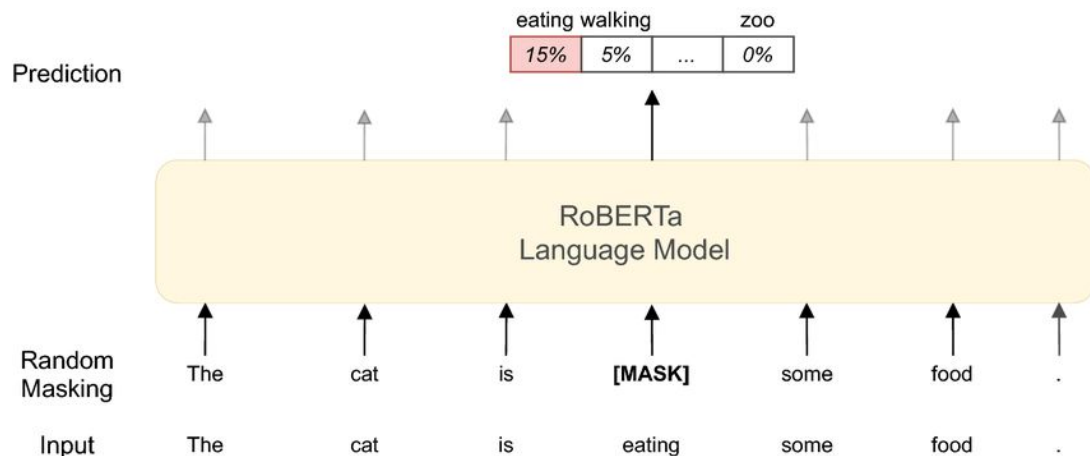 eating walking zoo
15% 5% ... 0%
Prediction
RoBERTa
Language Model
Random
Masking
The cat is [MASK] some food .
Input The cat is eating some food .